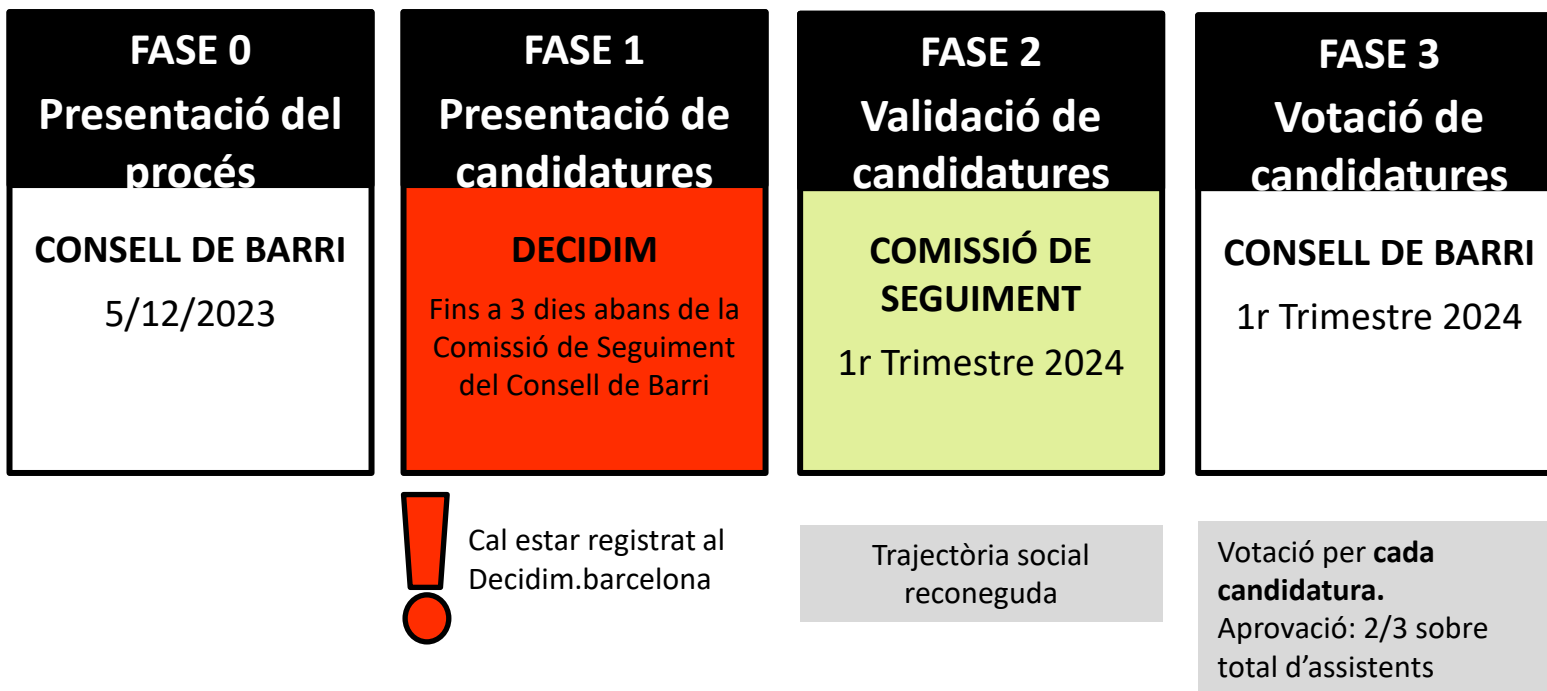 FASE 0
Presentació del
procés
CONSELL DE BARRI
5/12/2023
FASE 1
Presentació de
candidatures
DECIDIM
Fins a 3 dies abans de la
Comissió de Seguiment
del Consell de Barri
Cal estar registrat al
Decidim.barcelona
FASE 2
Validació de
candidatures
COMISSIÓ DE
SEGUIMENT
1r Trimestre 2024
Trajectòria social
reconeguda
FASE 3
Votació de
candidatures
CONSELL DE BARRI
1r Trimestre 2024
Votació per cada
candidatura.
Aprovació: 2/3 sobre
total d’assistents